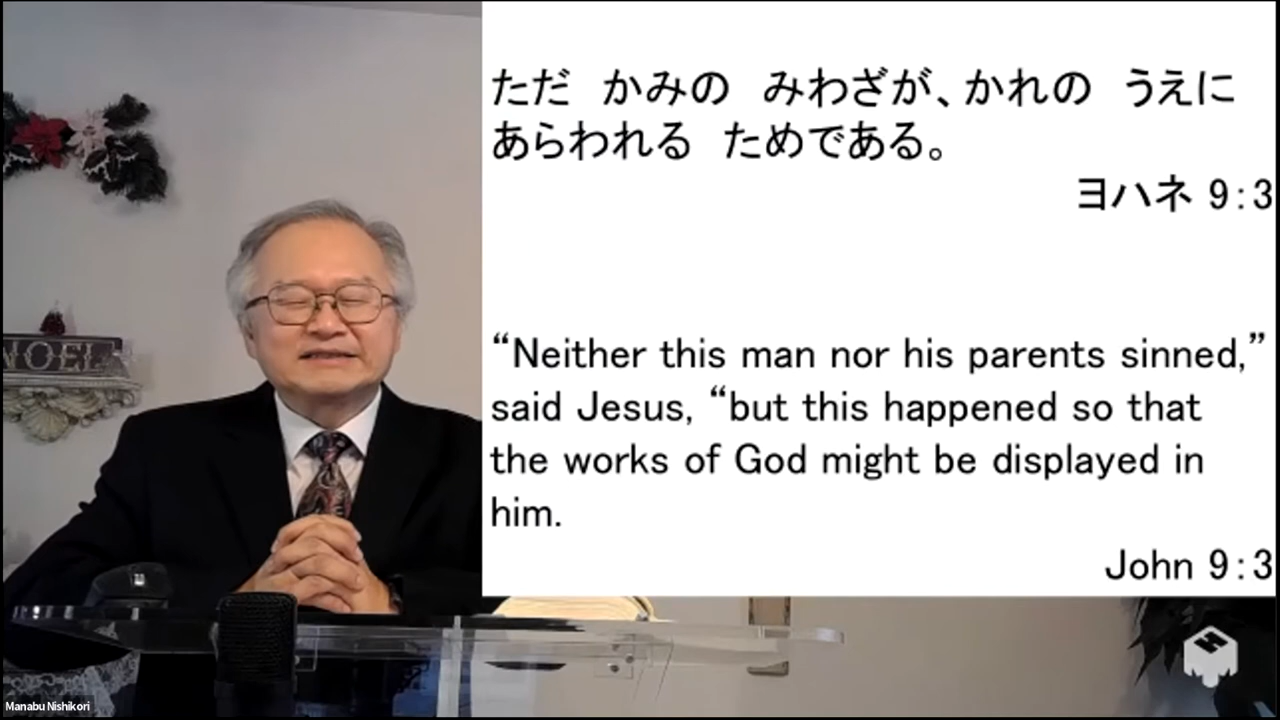 ただ　かみの　みわざが、かれの　うえに
あらわれる　ためである。
ヨハネ 9：3
“Neither this man nor his parents sinned,”
said Jesus, “but this happened so that
the works of God might be displayed in
him.
John 9：3
NOEL
Manabu Nishikori